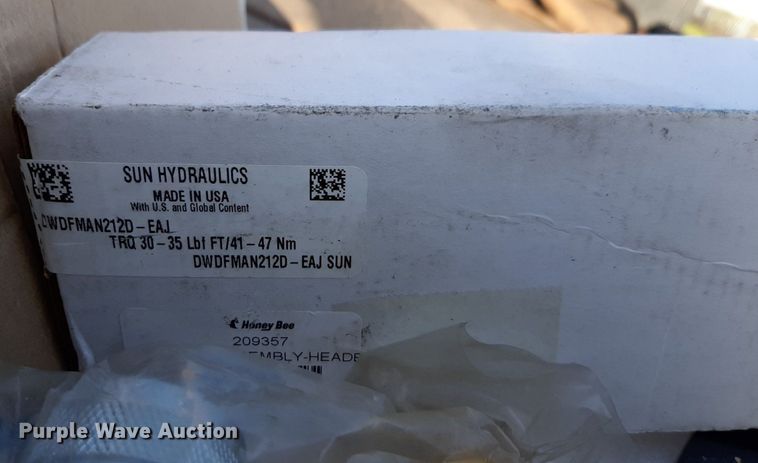 SUN HYDRAULICS
MADE IN USA
With U.S. and Global Content
DWDFMAN212D-EAJ
TRQ 30-35 Lbf FT/41-47 Nm
DWDFMAN212D-EAJ SUN
Honey Bee
209357
EMBLY-HEADE
Purple Wave Auction